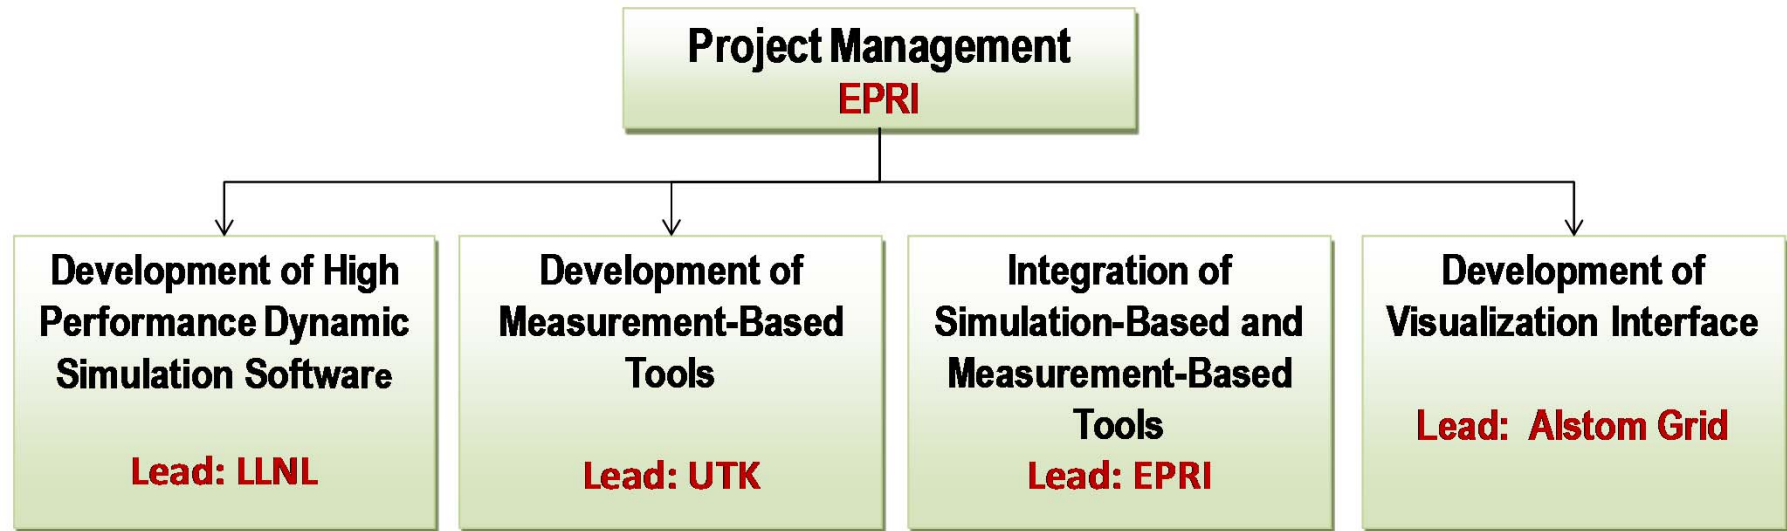 Project Management
EPRI
Development of High
Performance Dynamic
Simulation Software
Lead: LLNL
Development of
Measurement-Based
Tools
Lead: UTK
Integration of
Simulation-Based and
Measurement-Based
Tools
Lead: EPRI
Development of
Visualization Interface
Lead: Alstom Grid